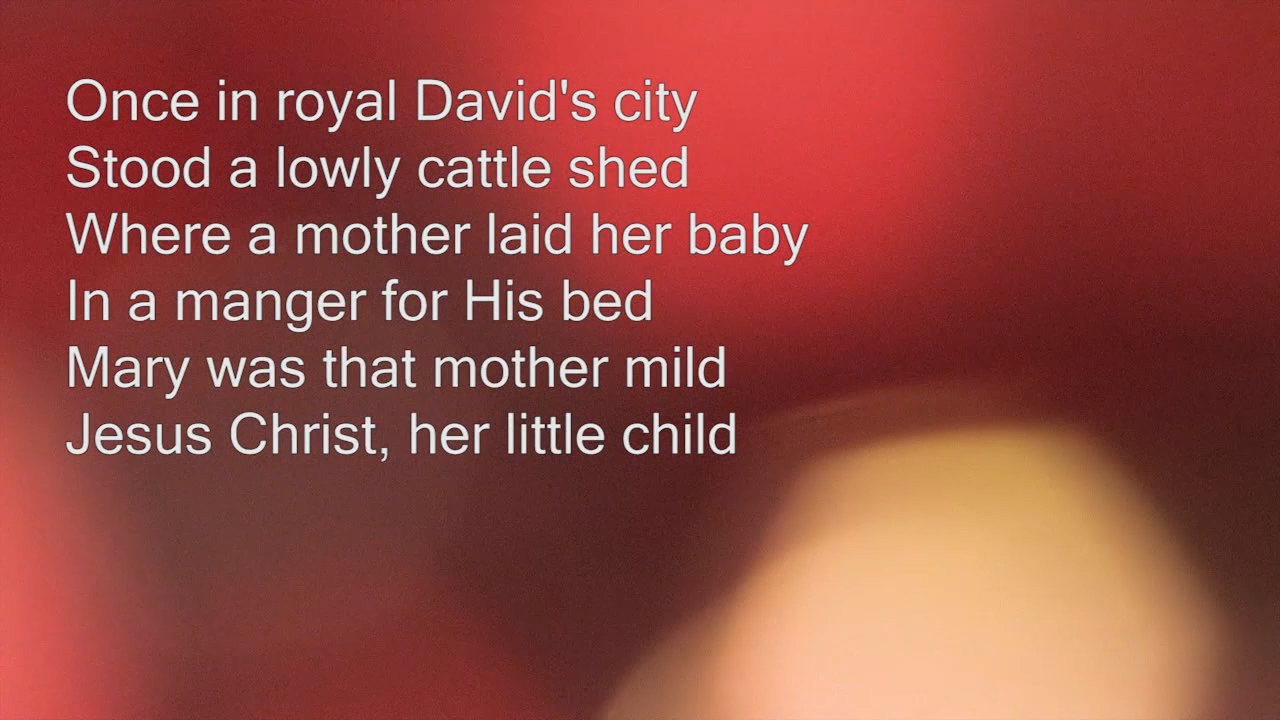 Once in royal David's city
Stood a lowly cattle shed
Where a mother laid her baby
In a manger for His bed
Mary was that mother mild
Jesus Christ, her little child